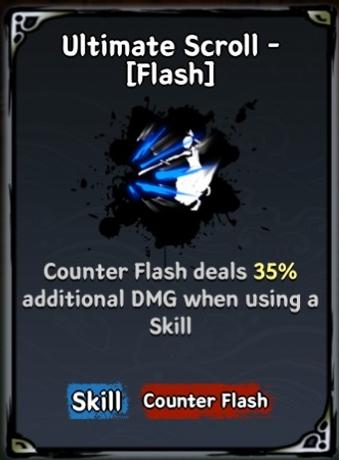 Ultimate Scroll -
[Flash]
Counter Flash deals 35%
additional DMG when using a
Skill
Skill Counter Flash